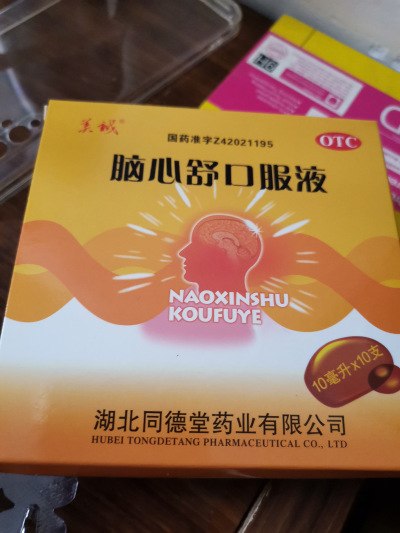 美诚®
国药准字Z42021195
OTC
脑心舒口服液
NAOXINSHU
KOUFUYE
10毫升x10支
湖北同德堂药业有限公司
HUBEI TONGDETANG PHARMACEUTICAL CO., LTD